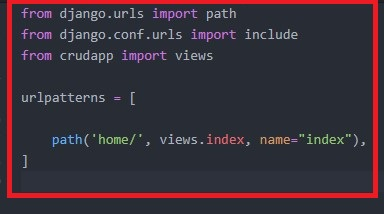 from django.urls import path
from django.conf.urls import include
from crudapp import views
urlpatterns = [
path('home/', views.index, name="index"),
]